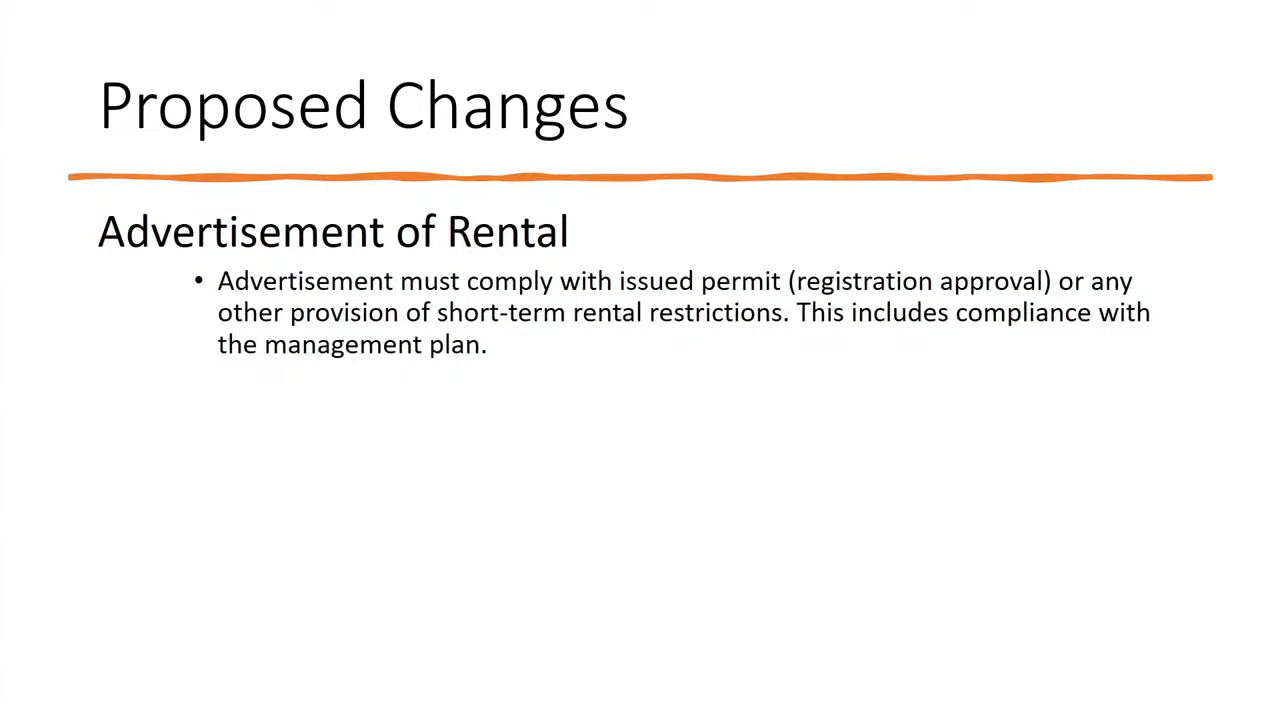 Proposed Changes
Advertisement of Rental
• Advertisement must comply with issued permit (registration approval) or any
other provision of short-term rental restrictions. This includes compliance with
the management plan.